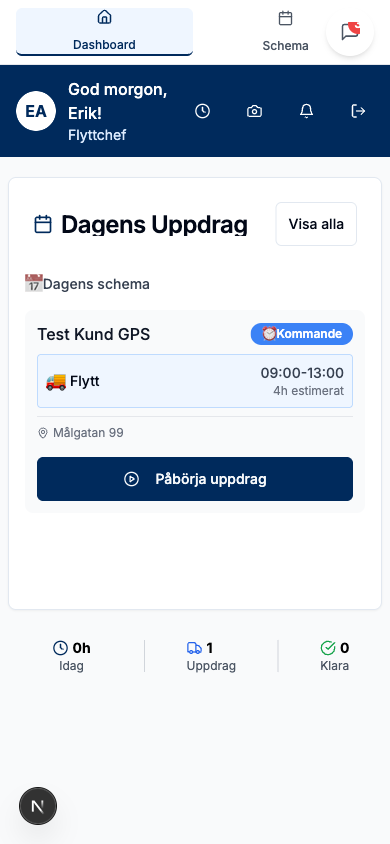 Dashboard
Schema
EA
God morgon,
Erik!
Flyttchef
Dagens Uppdrag
Visa alla
📅Dagens schema
Test Kund GPS
⏰Kommande
🚚 Flytt
09:00-13:00
4h estimerat
Målgatan 99
Påbörja uppdrag
0h
Idag
1
Uppdrag
0
Klara
N